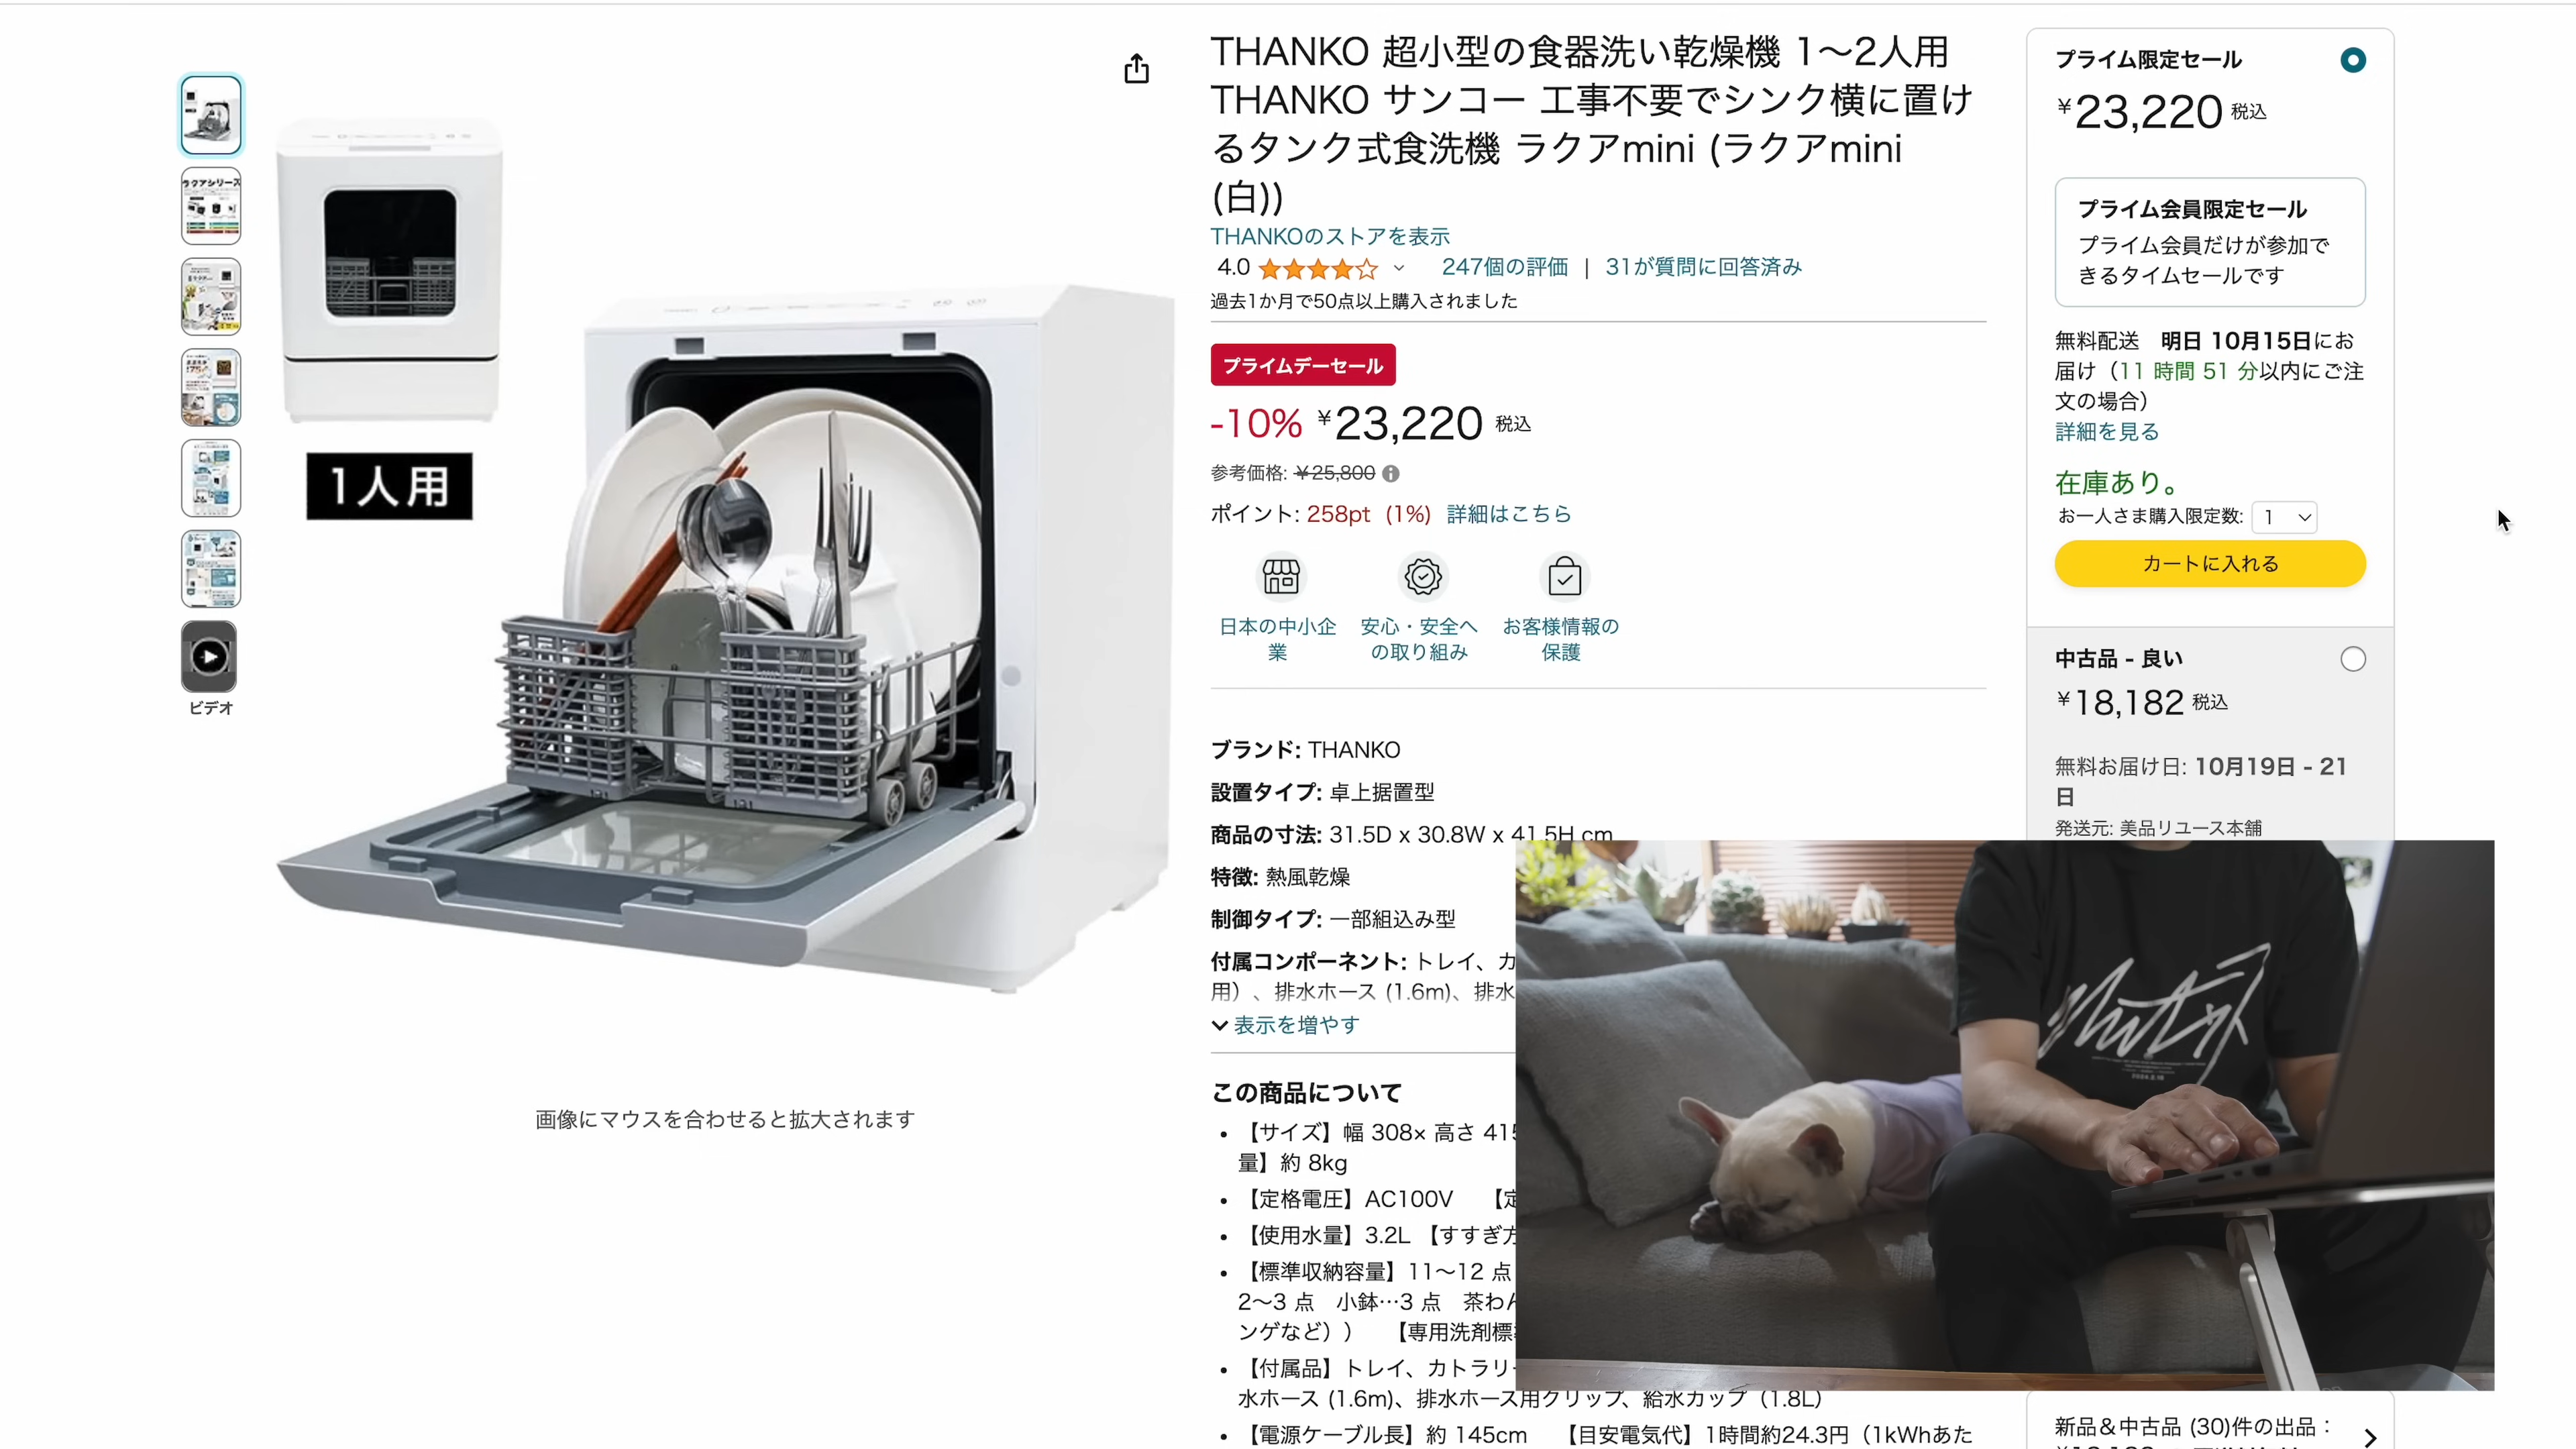 THANKO 超小型の食器洗い乾燥機 1〜2人用
THANKO サンコー 工事不要でシンク横に置け
るタンク式食洗機 ラクアmini (ラクアmini
(白))
THANKOのストアを表示
4.0
247個の評価 | 31が質問に回答済み
過去1か月で50点以上購入されました
プライムデーセール
-10% ¥23,220 税込
参考価格: ¥25,800
ポイント: 258pt (1%) 詳細はこちら
日本の中小企
業
安心・安全へ
の取り組み
お客様情報の
保護
ブランド: THANKO
設置タイプ: 卓上据置型
商品の寸法: 31.5D x 30.8W x 41.5H cm
特徴: 熱風乾燥
制御タイプ: 一部組込み型
付属コンポーネント: トレイ、カ
用）、排水ホース (1.6m)、排水
表示を増やす
この商品について
【サイズ】幅 308× 高さ 415
量】約 8kg
【定格電圧】AC100V 【定
【使用水量】3.2L 【すすぎ方
【標準収納容量】11〜12 点
2〜3 点 小鉢…3 点 茶わん
ンゲなど）） 【専用洗剤標
【付属品】トレイ、カトラリー
水ホース (1.6m)、排水ホース用クリップ、給水カップ（1.8L）
【電源ケーブル長】約 145cm 【目安電気代】1時間約24.3円（1kWhあた
1人用
ラクアシリーズ
ビデオ
画像にマウスを合わせると拡大されます
プライム限定セール
¥23,220 税込
プライム会員限定セール
プライム会員だけが参加で
きるタイムセールです
無料配送 明日 10月15日にお
届け（11 時間 51 分以内にご注
文の場合）
詳細を見る
在庫あり。
お一人さま購入限定数: 1
カートに入れる
中古品 - 良い
¥18,182 税込
無料お届け日: 10月19日 - 21
日
発送元: 美品リユース本舗
新品＆中古品 (30)件の出品：